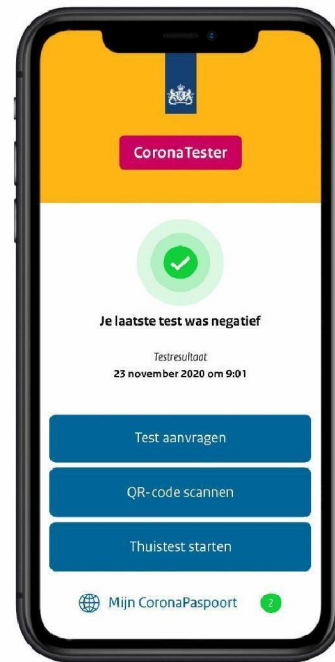 CoronaTester
Je laatste test was negatief
Testresultaat
23 november 2020 om 9:01
Test aanvragen
QR-code scannen
Thuistest starten
Mijn CoronaPaspoort 2